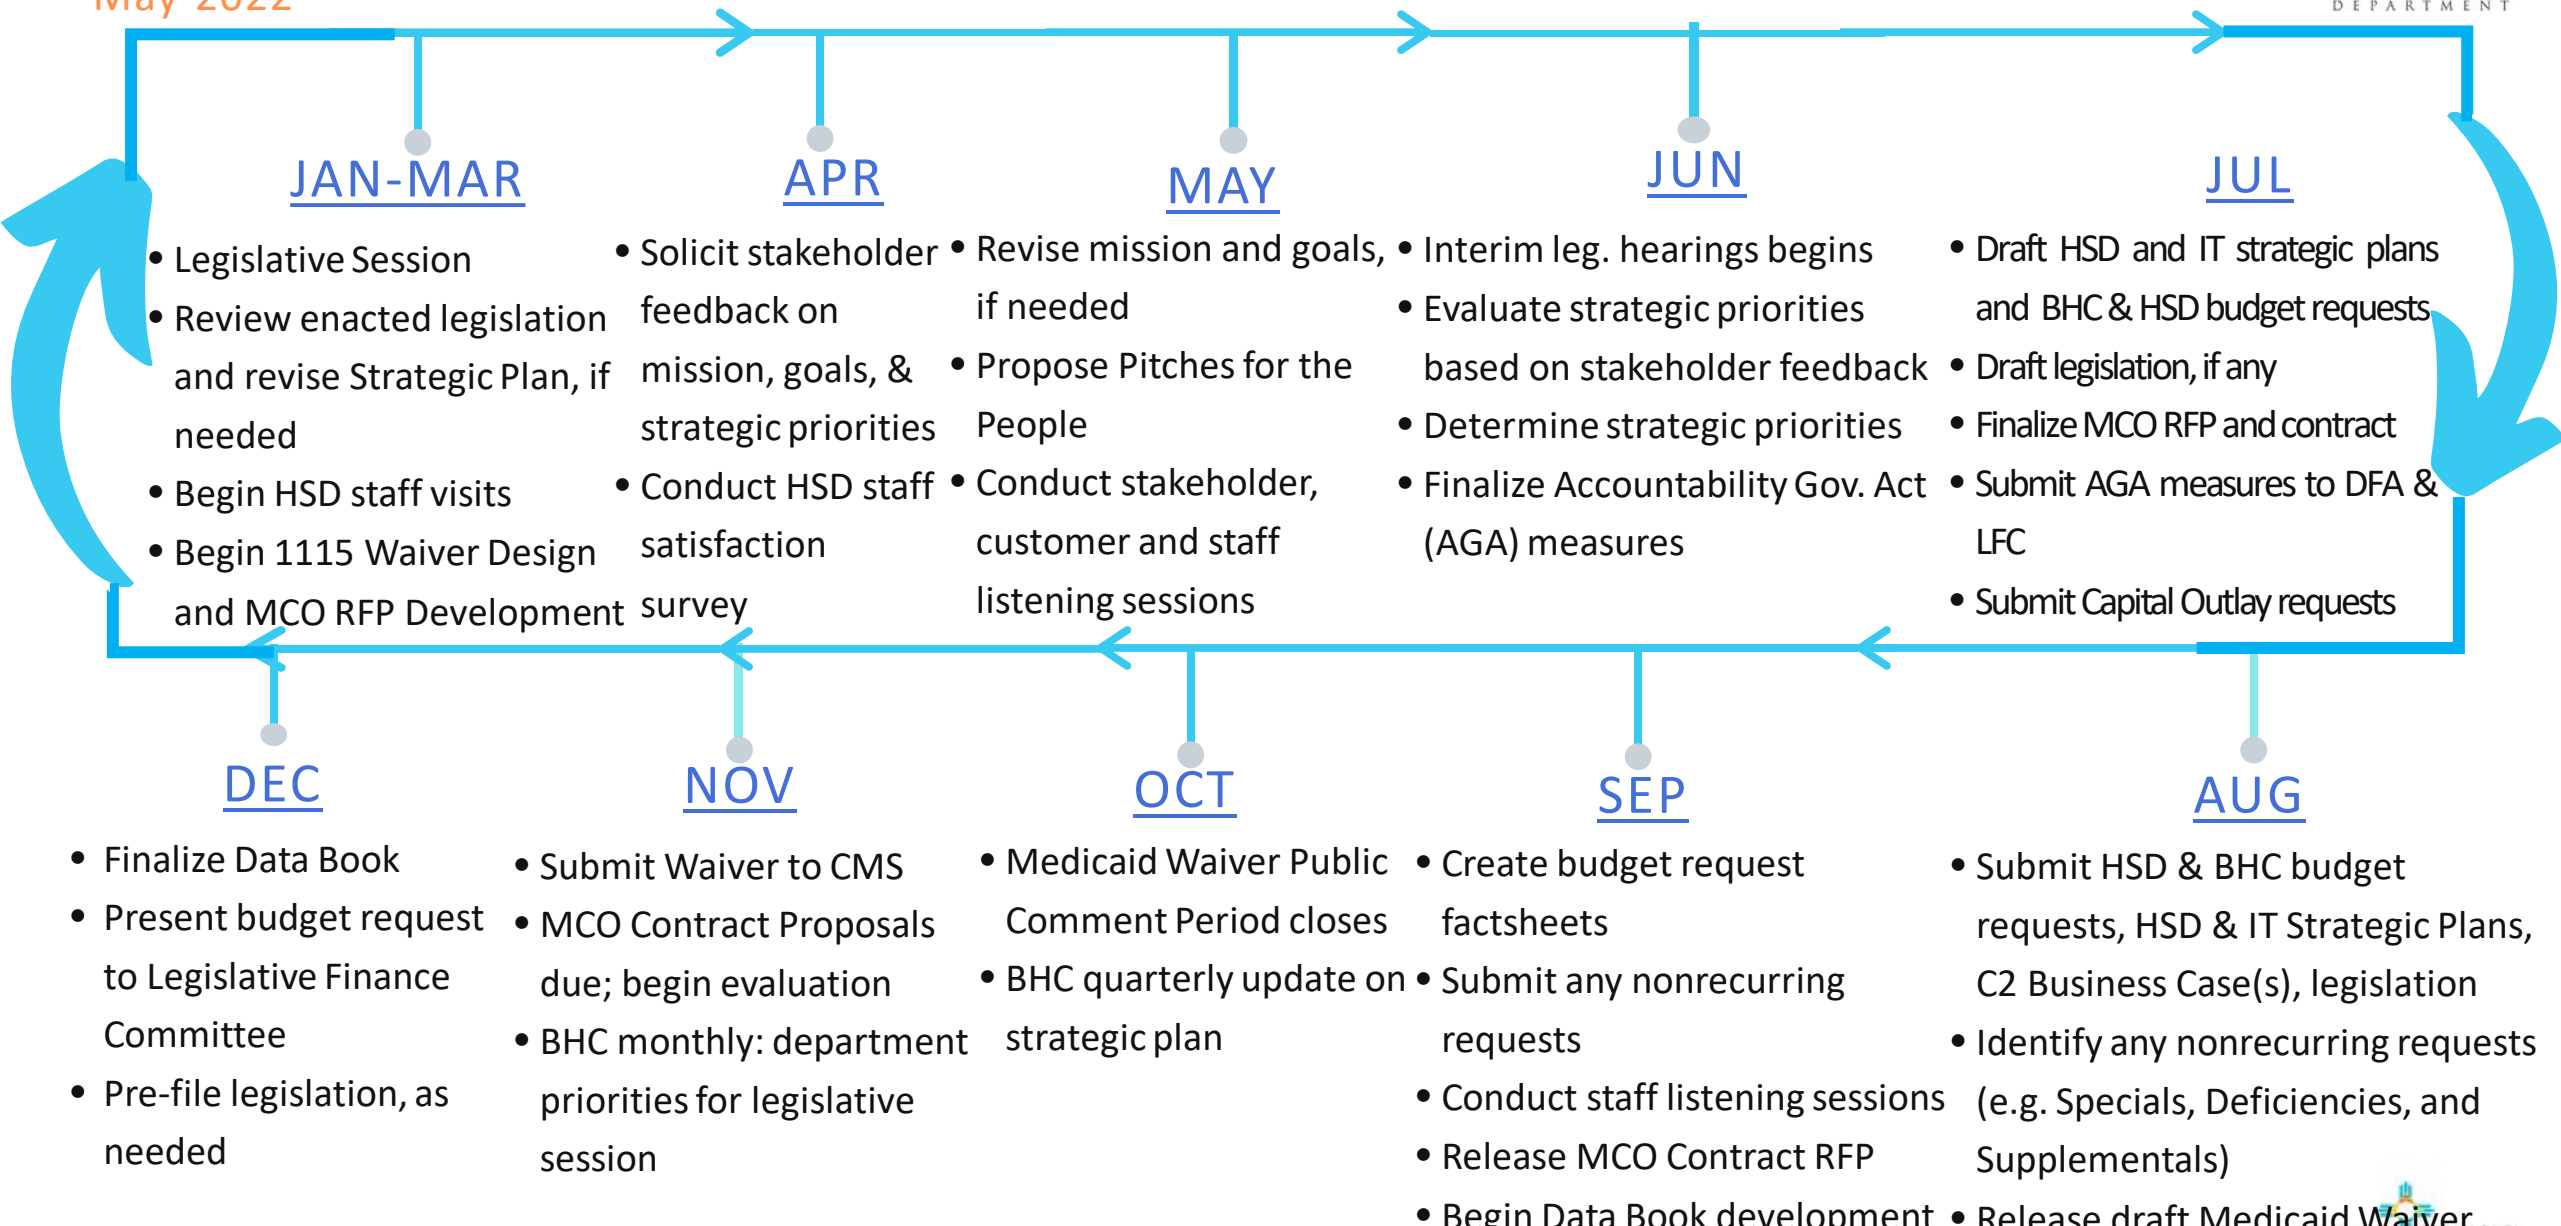 May 2022
DEPARTMENT
JAN-MAR
• Legislative Session
• Review enacted legislation
and revise Strategic Plan, if
needed
• Begin HSD staff visits
• Begin 1115 Waiver Design
and MCO RFP Development
APR
• Solicit stakeholder
feedback on
mission, goals, &
strategic priorities
• Conduct HSD staff
satisfaction
survey
MAY
• Revise mission and goals,
if needed
• Propose Pitches for the
People
• Conduct stakeholder,
customer and staff
listening sessions
JUN
• Interim leg. hearings begins
• Evaluate strategic priorities
based on stakeholder feedback
• Determine strategic priorities
• Finalize Accountability Gov. Act
(AGA) measures
JUL
• Draft HSD and IT strategic plans
and BHC & HSD budget requests
• Draft legislation, if any
• Finalize MCO RFP and contract
• Submit AGA measures to DFA &
LFC
• Submit Capital Outlay requests
DEC
• Finalize Data Book
• Present budget request
to Legislative Finance
Committee
• Pre-file legislation, as
needed
NOV
• Submit Waiver to CMS
• MCO Contract Proposals
due; begin evaluation
• BHC monthly: department
priorities for legislative
session
OCT
• Medicaid Waiver Public
Comment Period closes
• BHC quarterly update on
strategic plan
SEP
• Create budget request
factsheets
• Submit any nonrecurring
requests
• Conduct staff listening sessions
• Release MCO Contract RFP
• Begin Data Book development
AUG
• Submit HSD & BHC budget
requests, HSD & IT Strategic Plans,
C2 Business Case(s), legislation
• Identify any nonrecurring requests
(e.g. Specials, Deficiencies, and
Supplementals)
• Release draft Medicaid Waiver